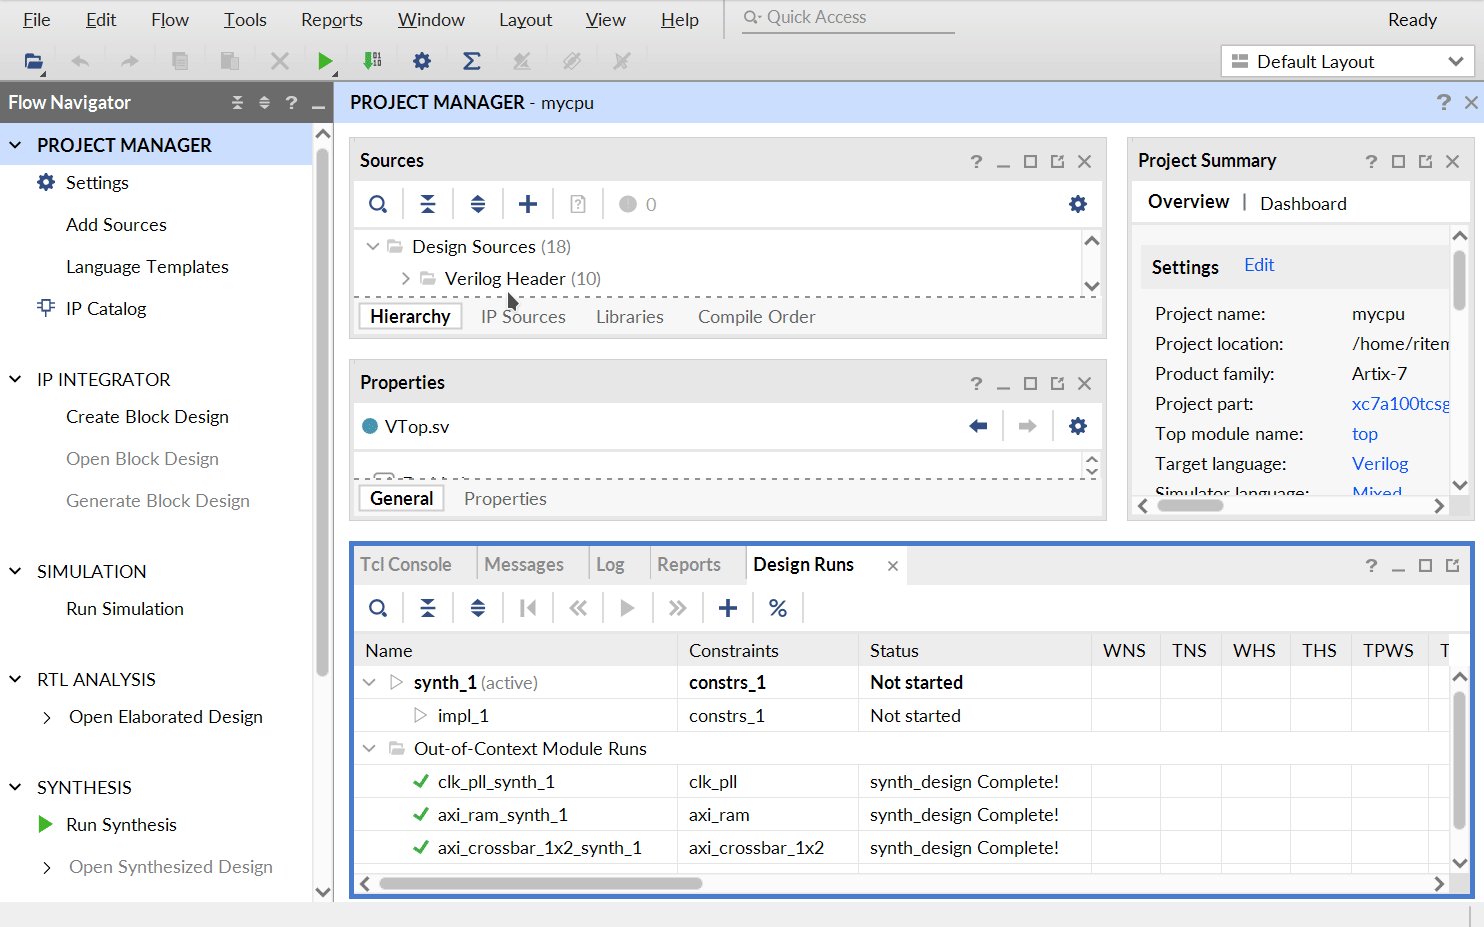 File Edit Flow Tools Reports Window Layout View Help Quick Access Ready
Default Layout
Flow Navigator ?
PROJECT MANAGER
Settings
Add Sources
Language Templates
IP Catalog
IP INTEGRATOR
Create Block Design
Open Block Design
Generate Block Design
SIMULATION
Run Simulation
RTL ANALYSIS
Open Elaborated Design
SYNTHESIS
Run Synthesis
Open Synthesized Design
PROJECT MANAGER - mycpu
Sources
0
Design Sources (18)
Verilog Header (10)
Hierarchy IP Sources Libraries Compile Order
Properties
VTop.sv
General Properties
Project Summary
Overview | Dashboard
Settings Edit
Project name: mycpu
Project location: /home/ritem
Product family: Artix-7
Project part: xc7a100tcsg
Top module name: top
Target language: Verilog
Simulator language: Mixed
Tcl Console Messages Log Reports Design Runs
%
Name Constraints Status WNS TNS WHS THS TPWS T
synth_1 (active) constrs_1 Not started
impl_1 constrs_1 Not started
Out-of-Context Module Runs
clk_pll_synth_1 clk_pll synth_design Complete!
axi_ram_synth_1 axi_ram synth_design Complete!
axi_crossbar_1x2_synth_1 axi_crossbar_1x2 synth_design Complete!